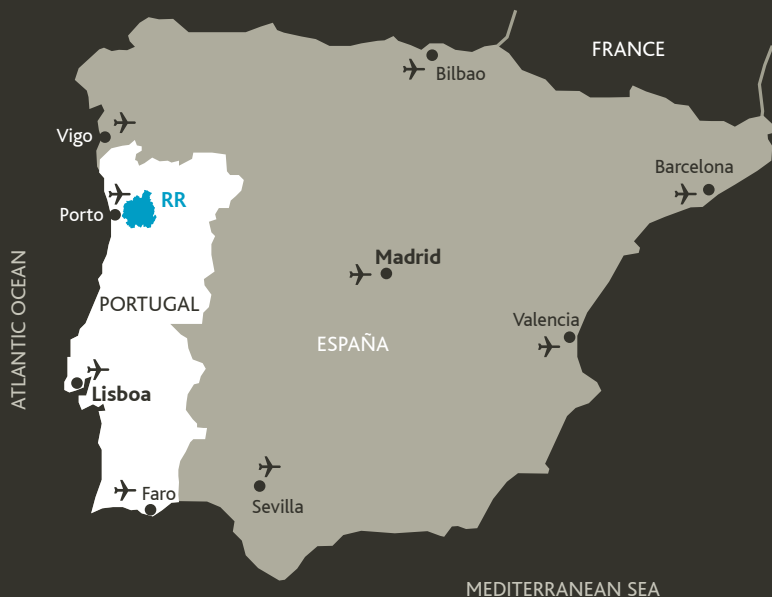 FRANCE
Bilbao
Vigo
Barcelona
RR
Porto
Madrid
ATLANTIC OCEAN
PORTUGAL
Valencia
ESPAÑA
Lisboa
Faro
Sevilla
MEDITERRANEAN SEA